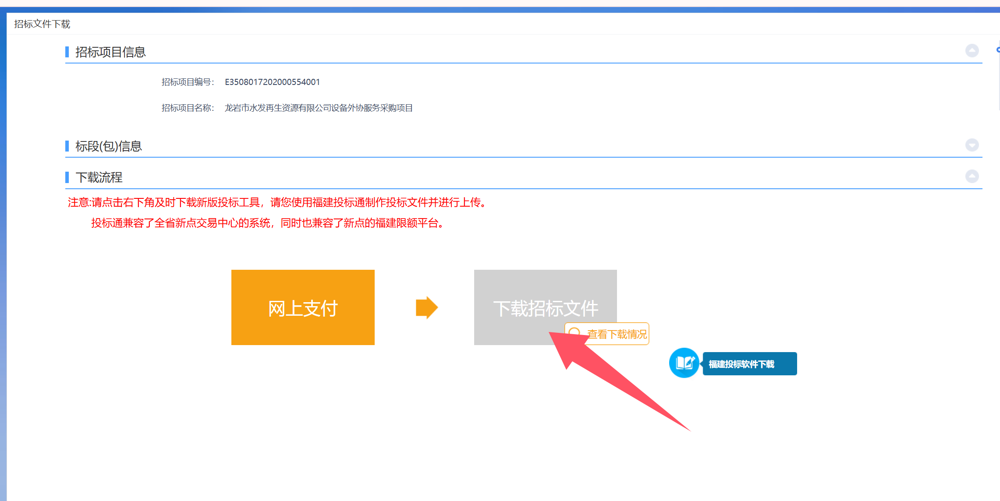 招标文件下载
招标项目信息
招标项目编号： E3508017202000554001
招标项目名称： 龙岩市水发再生资源有限公司设备外协服务采购项目
标段(包)信息
下载流程
注意:请点击右下角及时下载新版投标工具，请您使用福建投标通制作投标文件并进行上传。
投标通兼容了全省新点交易中心的系统，同时也兼容了新点的福建限额平台。
网上支付
下载招标文件
查看下载情况
福建投标软件下载